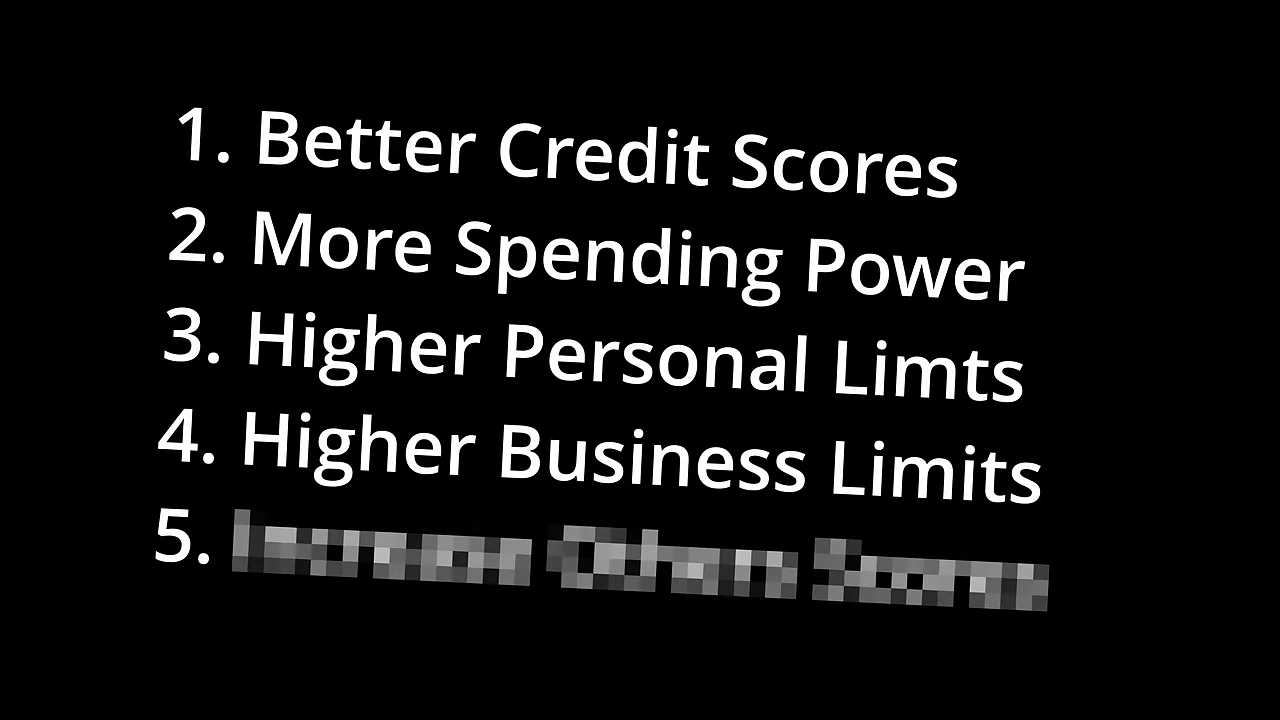 1. Better Credit Scores
2. More Spending Power
3. Higher Personal Limts
4. Higher Business Limits
5.